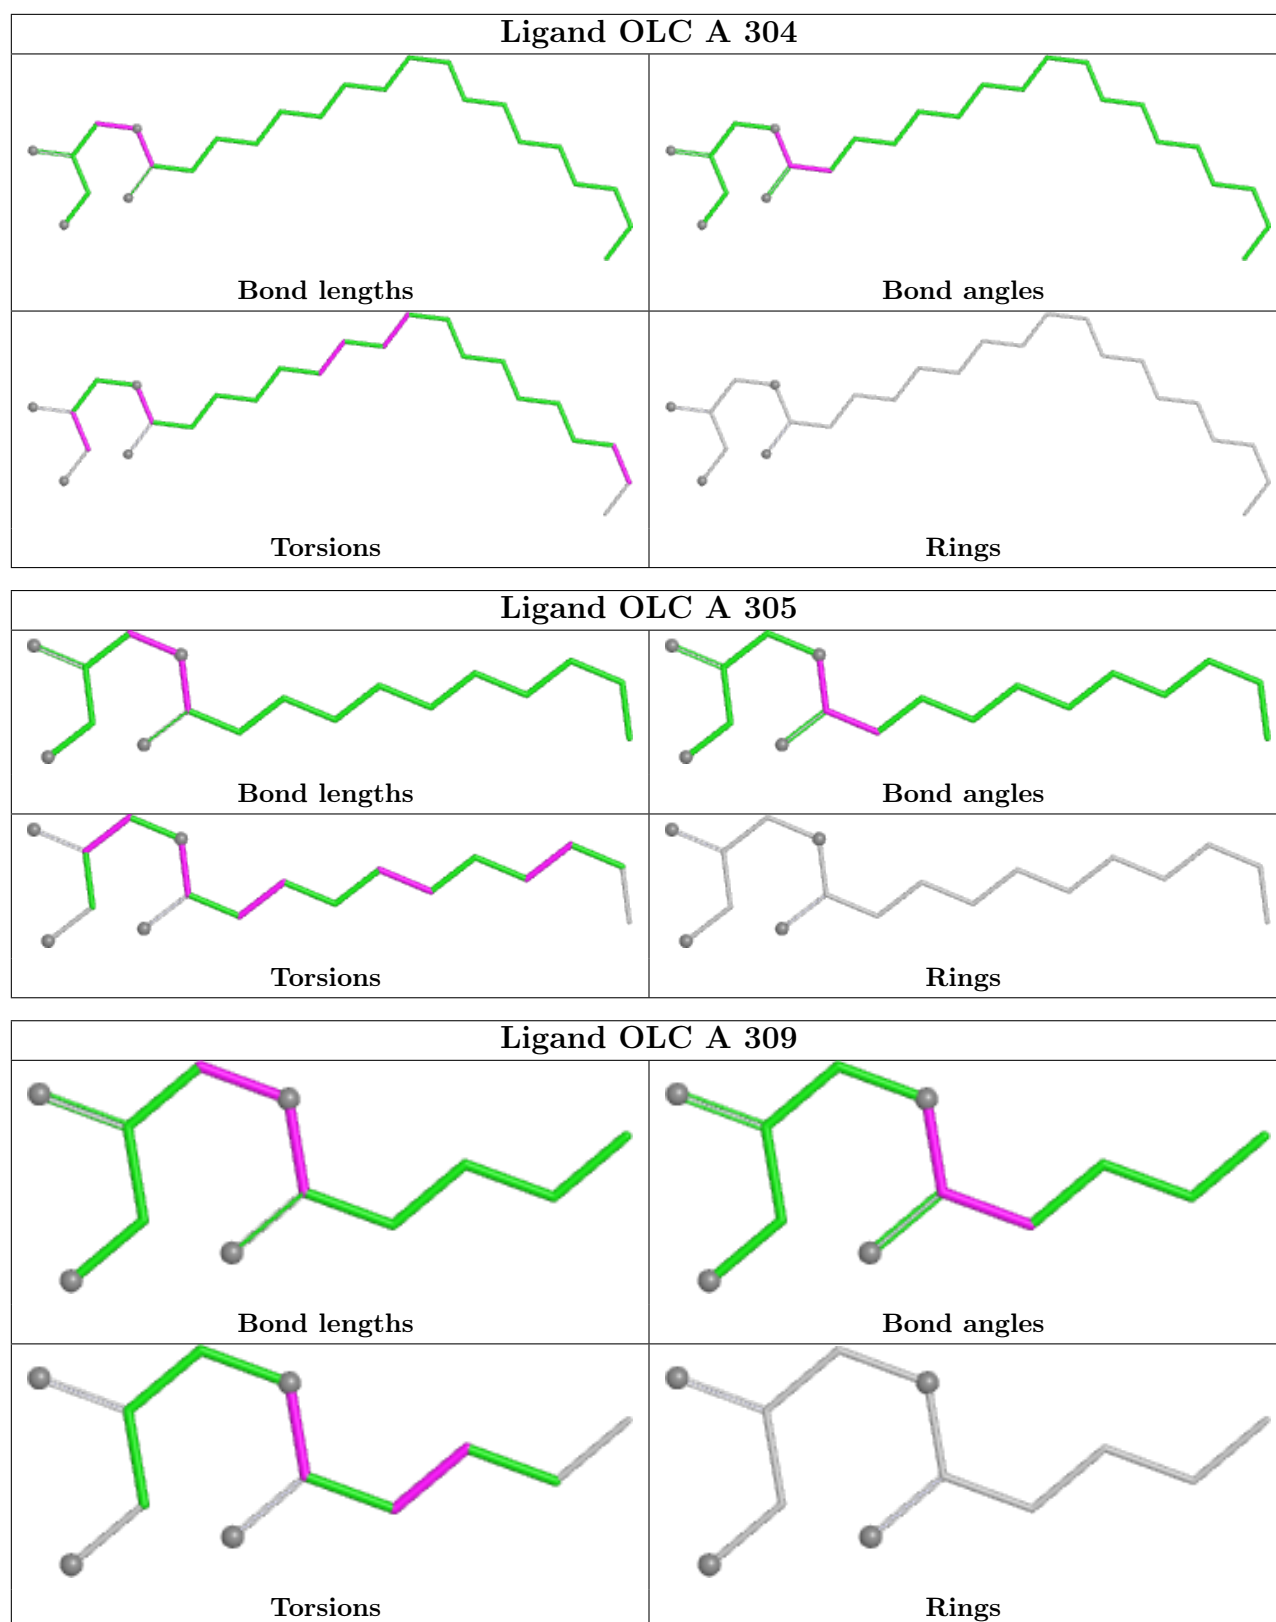 Ligand OLC A 304
Bond lengths
Bond angles
Torsions
Rings
Ligand OLC A 305
Bond lengths
Bond angles
Torsions
Rings
Ligand OLC A 309
Bond lengths
Bond angles
Torsions
Rings